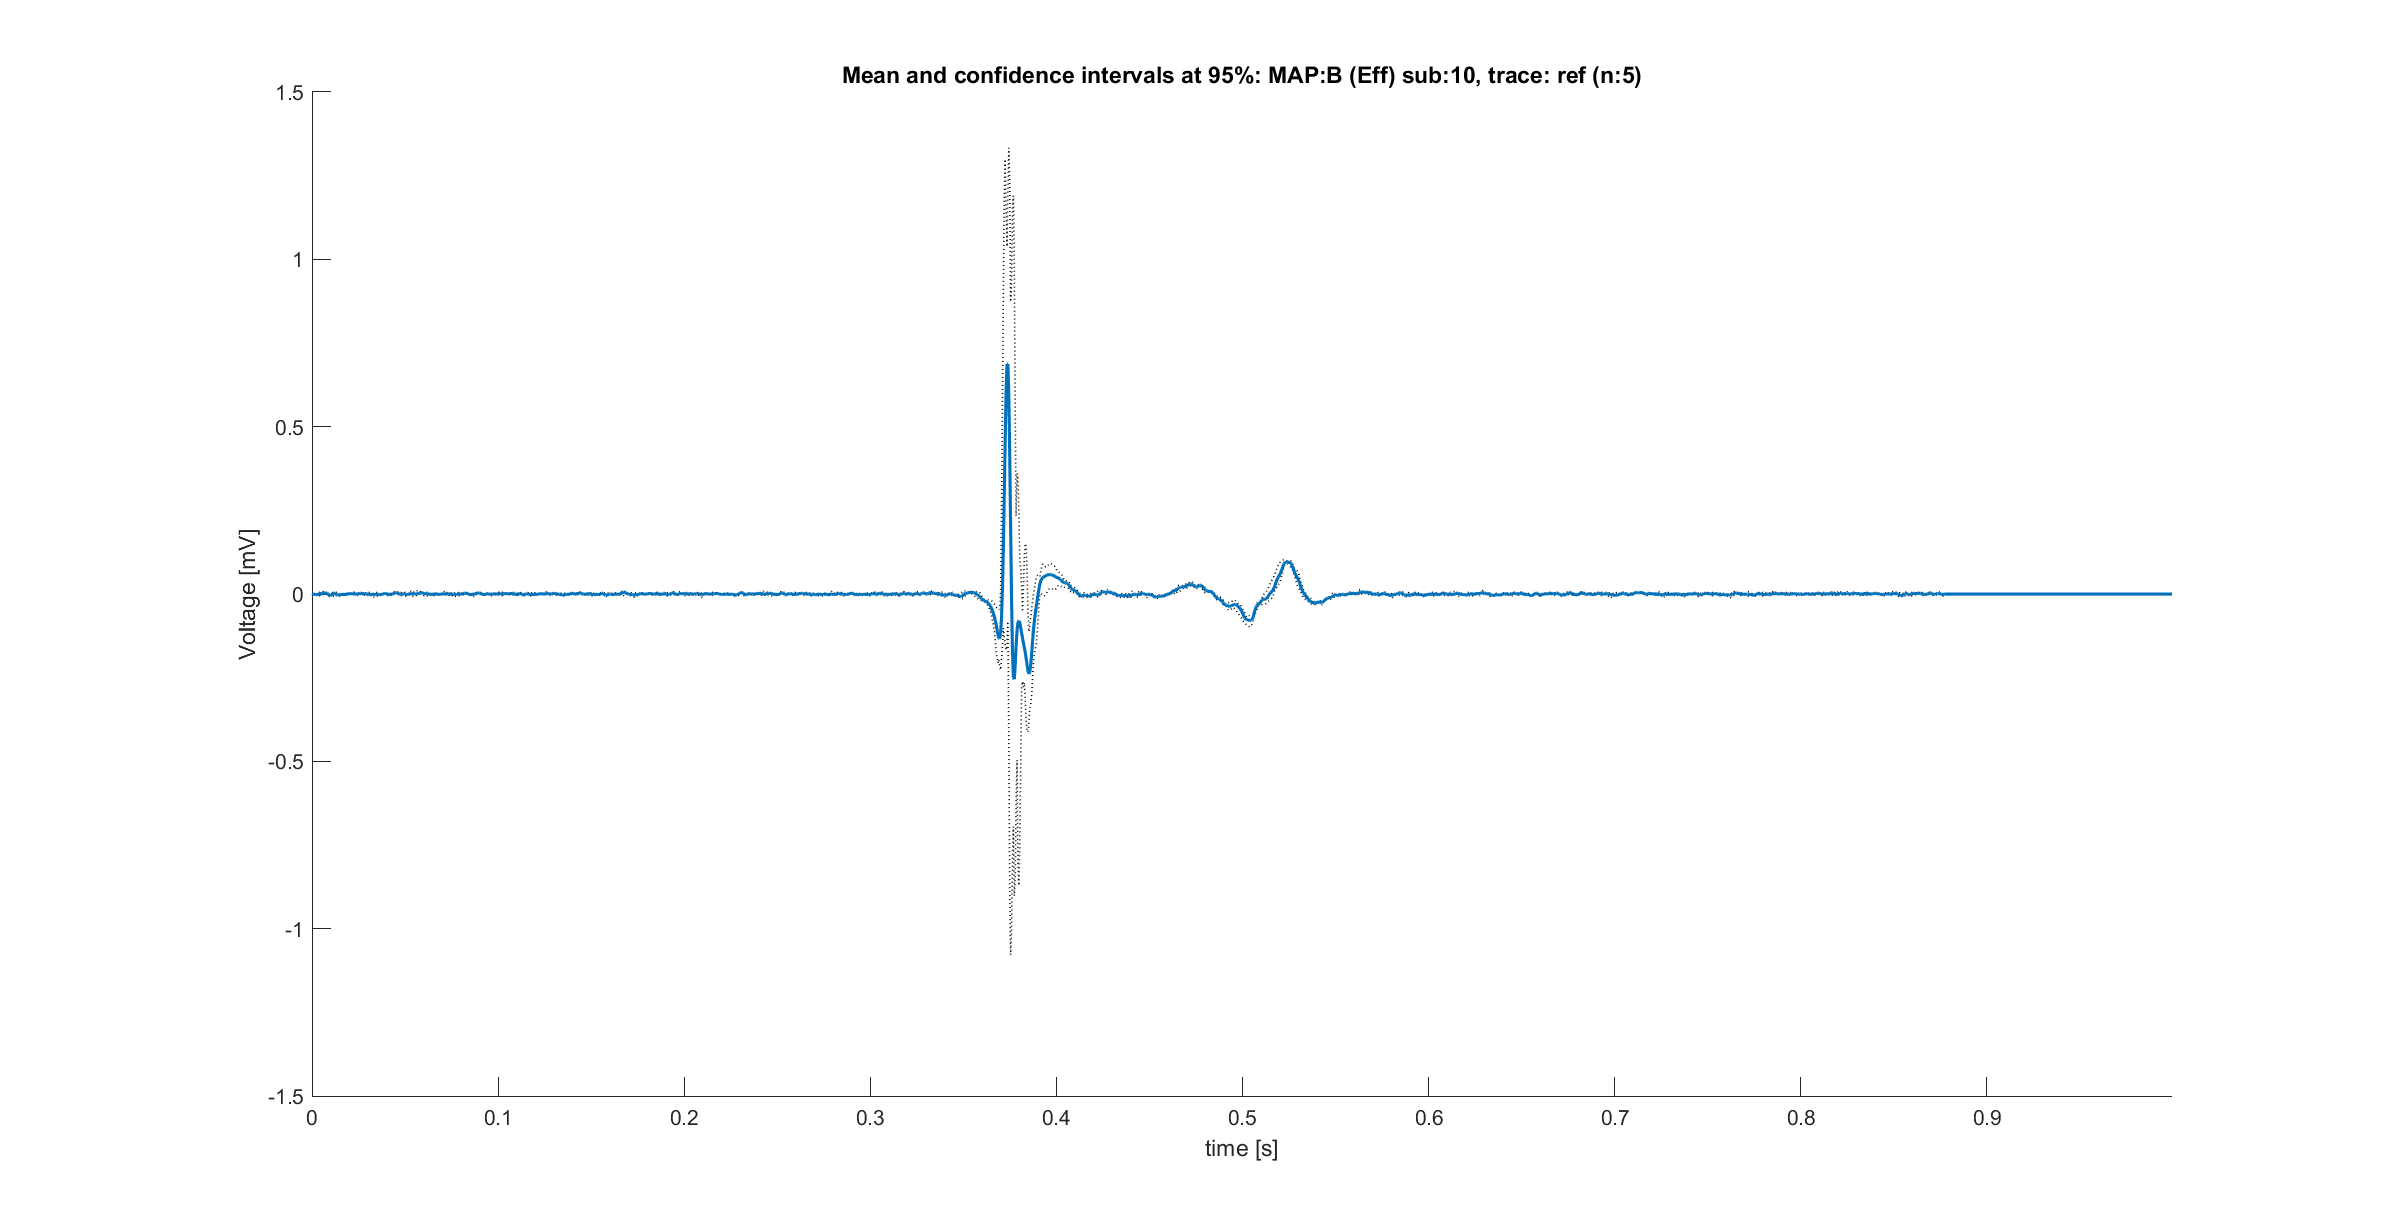 Mean and confidence intervals at 95%: MAP:B (Eff) sub:10, trace: ref (n:5)
1.5
1
0.5
0
-0.5
-1
-1.5
Voltage [mV]
0 0.1 0.2 0.3 0.4 0.5 0.6 0.7 0.8 0.9
time [s]